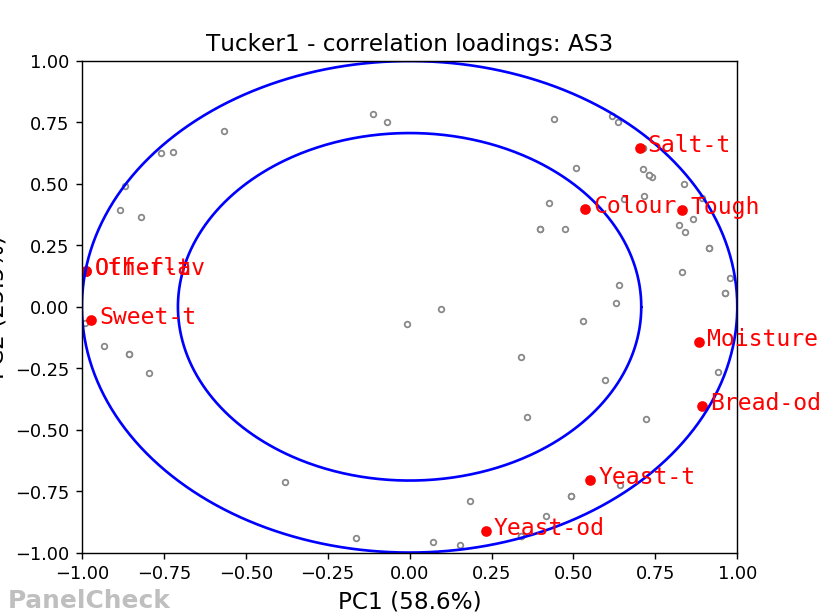 Tucker1 - correlation loadings: AS3
1.00
0.75
Salt-t
0.50
Colour
Tough
0.25
0.00
Sweet-t
Moisture
−0.25
Bread-od
−0.50
Yeast-t
−0.75
Yeast-od
−1.00
−1.00 −0.75 −0.50 −0.25 0.00 0.25 0.50 0.75 1.00
PC1 (58.6%)
PanelCheck